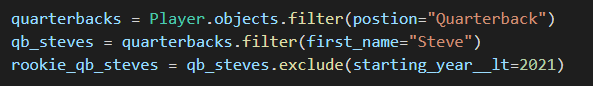 quarterbacks = Player.objects.filter(postion="Quarterback")
qb_steves = quarterbacks.filter(first_name="Steve")
rookie_qb_steves = qb_steves.exclude(starting_year__lt=2021)